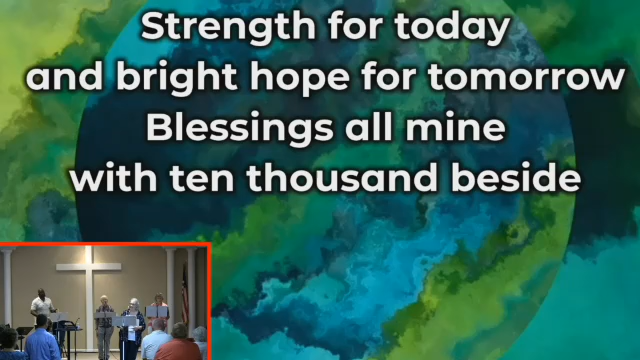 Strength for today
and bright hope for tomorrow
Blessings all mine
with ten thousand beside